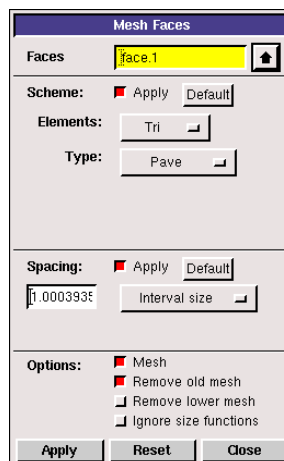 Mesh Faces
Faces face.1
Scheme: Apply Default
Elements: Tri
Type: Pave
Spacing: Apply Default
1.0003935 Interval size
Options: Mesh
Remove old mesh
Remove lower mesh
Ignore size functions
Apply Reset Close